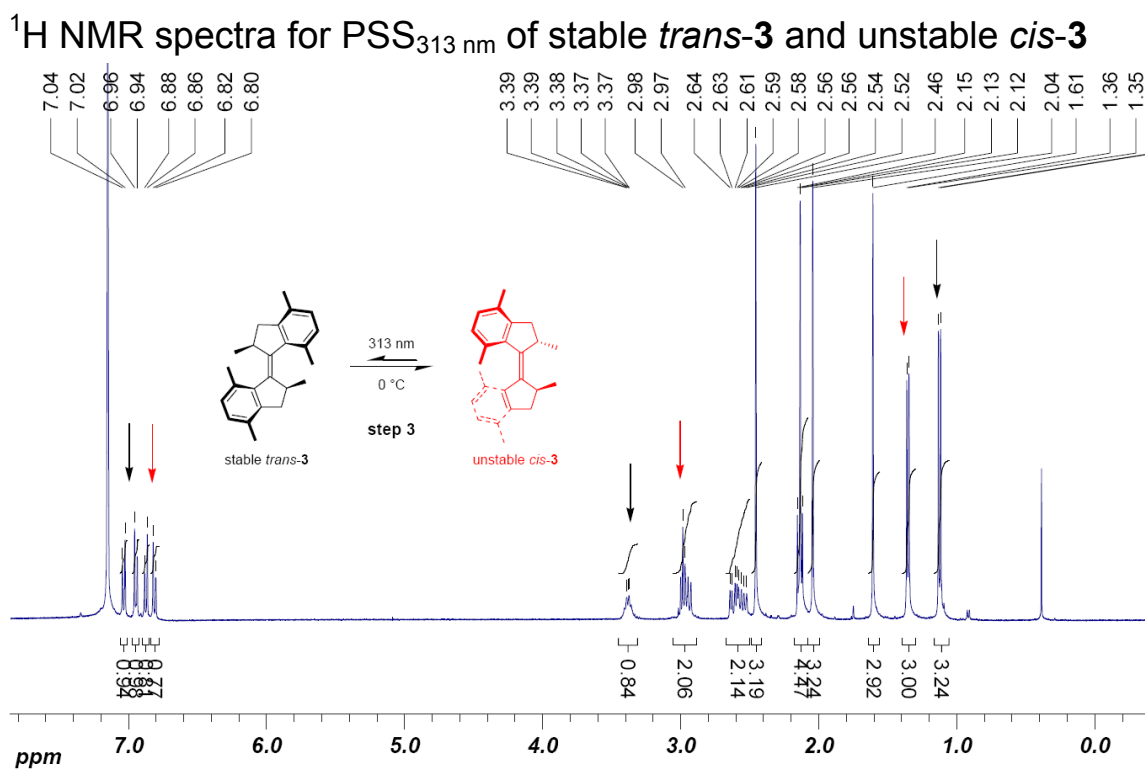 ¹H NMR spectra for PSS313 nm of stable trans-3 and unstable cis-3
7.04 7.02 6.96 6.94 6.88 6.86 6.82 6.80 3.39 3.39 3.38 3.37 3.37 2.98 2.97 2.64 2.63 2.61 2.59 2.58 2.56 2.56 2.54 2.52 2.46 2.15 2.13 2.12 2.04 1.61 1.36 1.35
313 nm
0 °C
step 3
stable trans-3
unstable cis-3
0.94 0.77 0.84 2.06 2.14 3.19 4.47 3.24 2.92 3.00 3.24
7.0 6.0 5.0 4.0 3.0 2.0 1.0 0.0
ppm